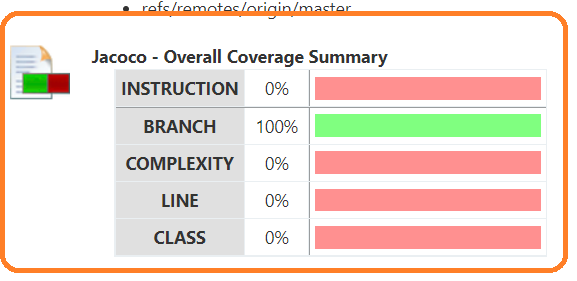 refs/remotes/origin/master
Jacoco - Overall Coverage Summary
INSTRUCTION 0%
BRANCH 100%
COMPLEXITY 0%
LINE 0%
CLASS 0%